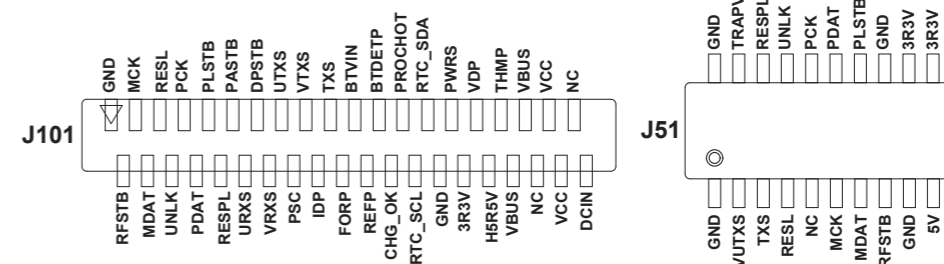 J101
GND
MCK
RESL
PCK
PLSTB
PASTB
DPSTB
UTXS
VTXS
TXS
BTVIN
BTDETP
PROCHOT
RTC_SDA
PWRS
VDP
THMP
VBUS
VCC
NC
RFSTB
MDAT
UNLK
PDAT
RESPL
URXS
VRXS
PSC
IDP
FORP
REFP
CHG_OK
RTC_SCL
GND
3R3V
H5R5V
VBUS
NC
VCC
DCIN
J51
GND
TRAPV
RESPL
UNLK
PCK
PDAT
PLSTB
GND
3R3V
3R3V
GND
VUTXS
TXS
RESL
NC
MCK
MDAT
RFSTB
GND
5V